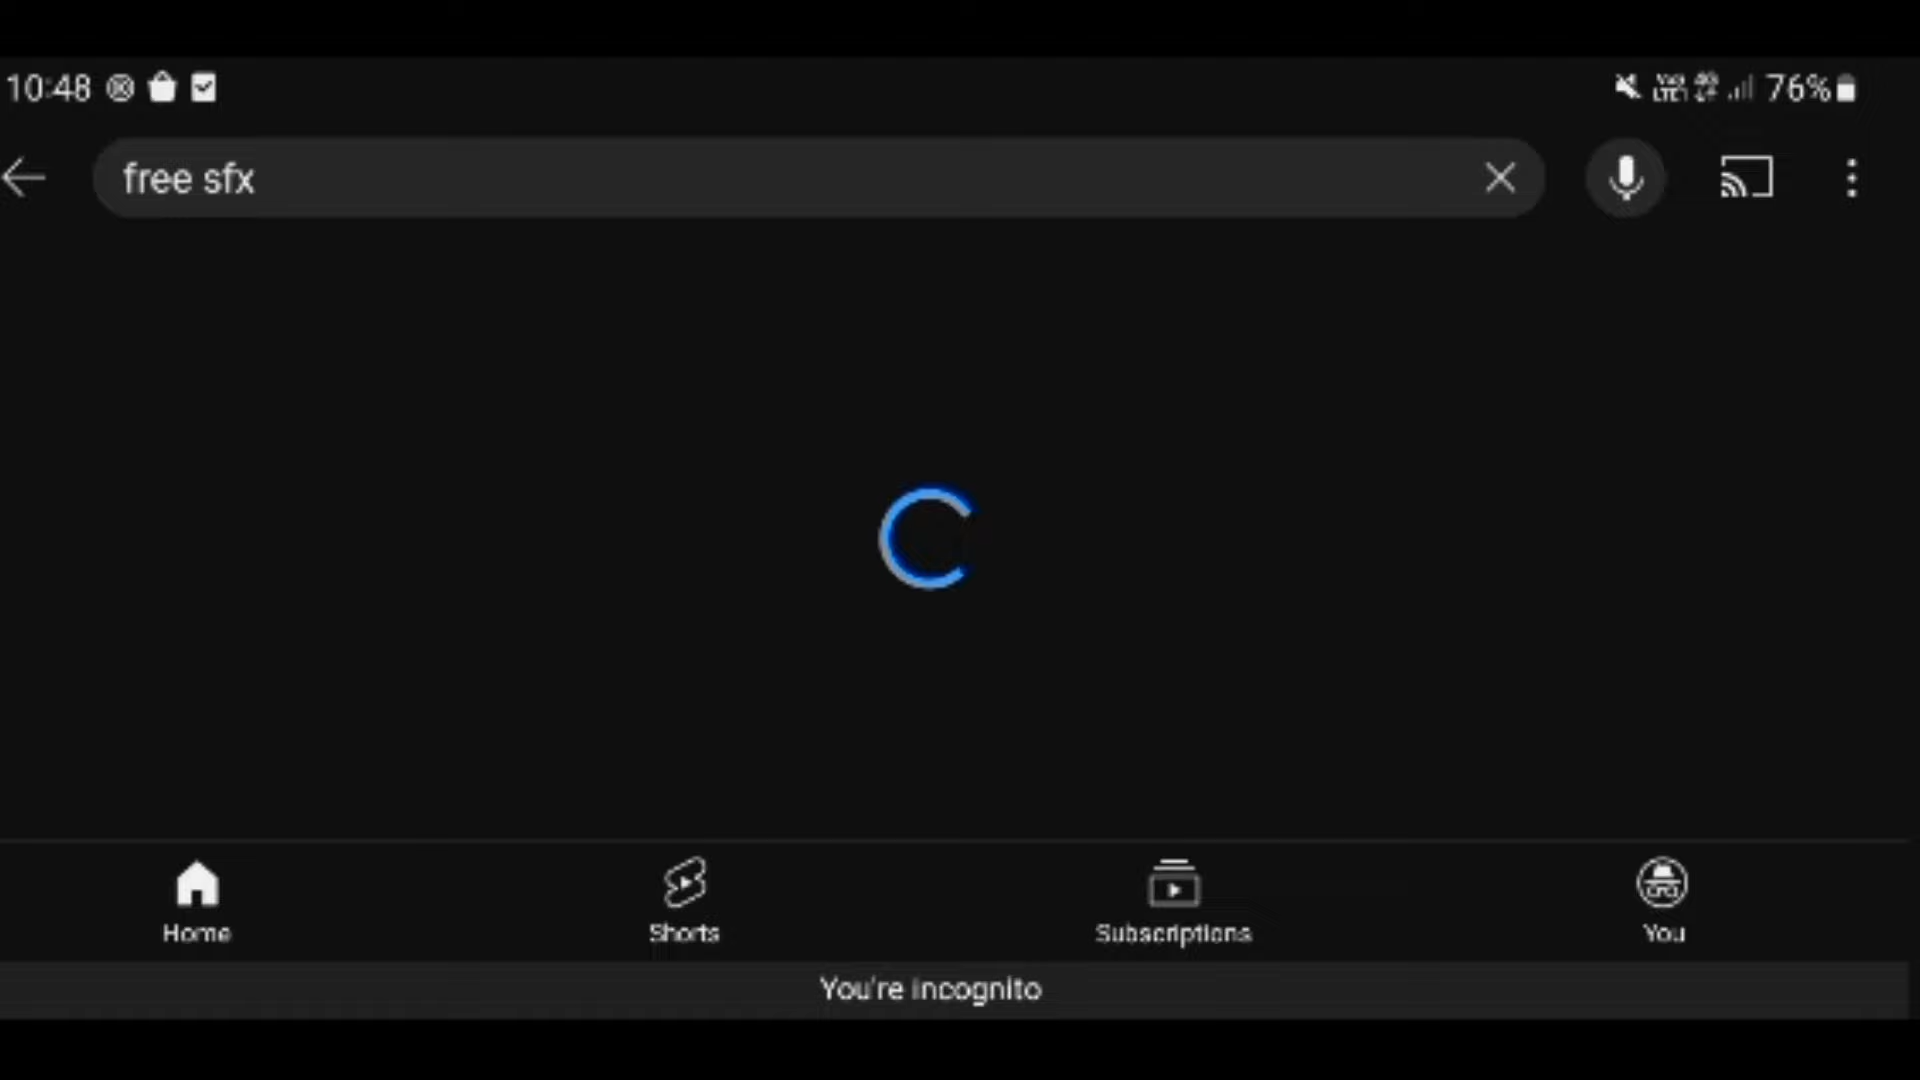 10:48
76%
free sfx
Home
Shorts
Subscriptions
You
You're incognito